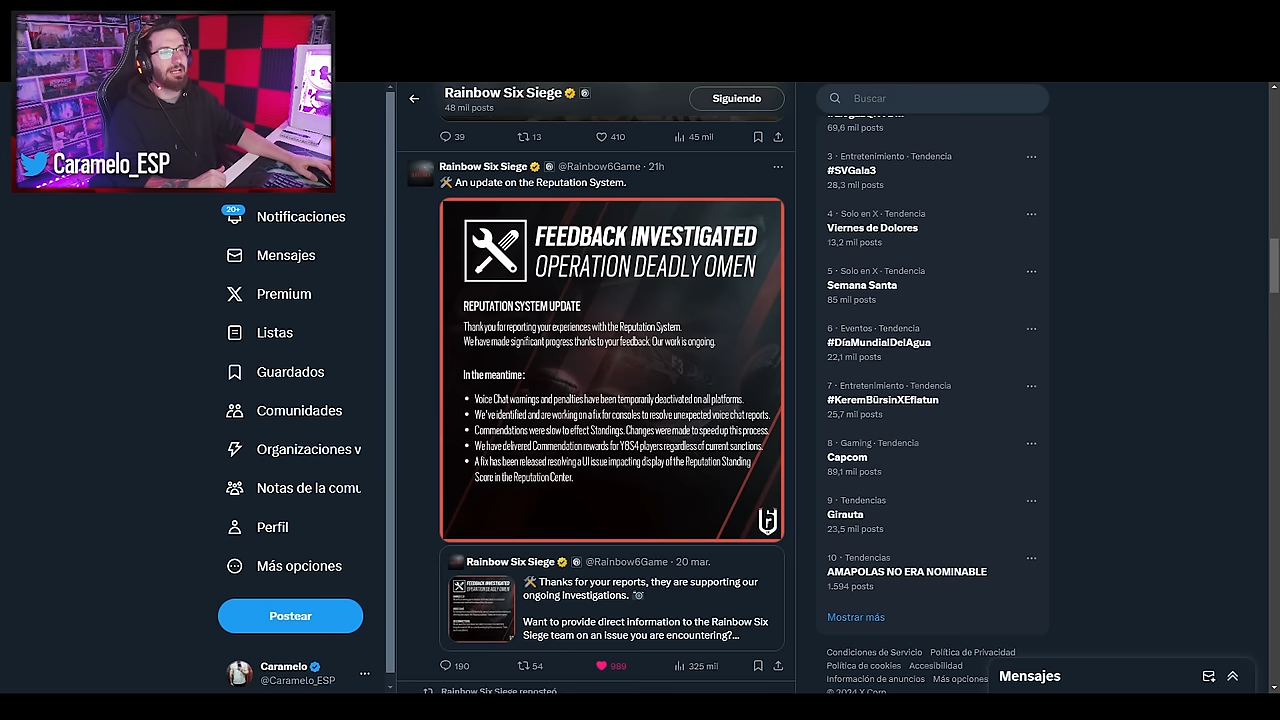 Caramelo_ESP
20+
Notificaciones
Mensajes
Premium
Listas
Guardados
Comunidades
Organizaciones v
Notas de la comu
Perfil
Más opciones
Postear
Caramelo
@Caramelo_ESP
Rainbow Six Siege
48 mil posts
Siguiendo
39 13 410 45 mil
Rainbow Six Siege @Rainbow6Game · 21h
An update on the Reputation System.
FEEDBACK INVESTIGATED
OPERATION DEADLY OMEN
REPUTATION SYSTEM UPDATE
Thank you for reporting your experiences with the Reputation System.
We have made significant progress thanks to your feedback. Our work is ongoing.
In the meantime:
• Voice Chat warnings and penalties have been temporarily deactivated on all platforms.
• We've identified and are working on a fix for consoles to resolve unexpected voice chat reports.
• Commendations were slow to effect Standings. Changes were made to speed up this process.
• We have delivered Commendation rewards for Y8S4 players regardless of current sanctions.
• A fix has been released resolving a UI issue impacting display of the Reputation Standing
Score in the Reputation Center.
Rainbow Six Siege @Rainbow6Game · 20 mar.
Thanks for your reports, they are supporting our
ongoing investigations.
Want to provide direct information to the Rainbow Six
Siege team on an issue you are encountering?...
190 54 989 325 mil
Rainbow Six Siege reposteó
Buscar
69,6 mil posts
3 · Entretenimiento · Tendencia
#SVGala3
28,3 mil posts
4 · Solo en X · Tendencia
Viernes de Dolores
13,2 mil posts
5 · Solo en X · Tendencia
Semana Santa
85 mil posts
6 · Eventos · Tendencia
#DíaMundialDelAgua
22,1 mil posts
7 · Entretenimiento · Tendencia
#KeremBürsinXEflatun
25,7 mil posts
8 · Gaming · Tendencia
Capcom
89,1 mil posts
9 · Tendencias
Girauta
23,5 mil posts
10 · Tendencias
AMAPOLAS NO ERA NOMINABLE
1.594 posts
Mostrar más
Condiciones de Servicio Política de Privacidad
Política de cookies Accesibilidad
Información de anuncios Más opciones
© 2024 X Corp.
Mensajes